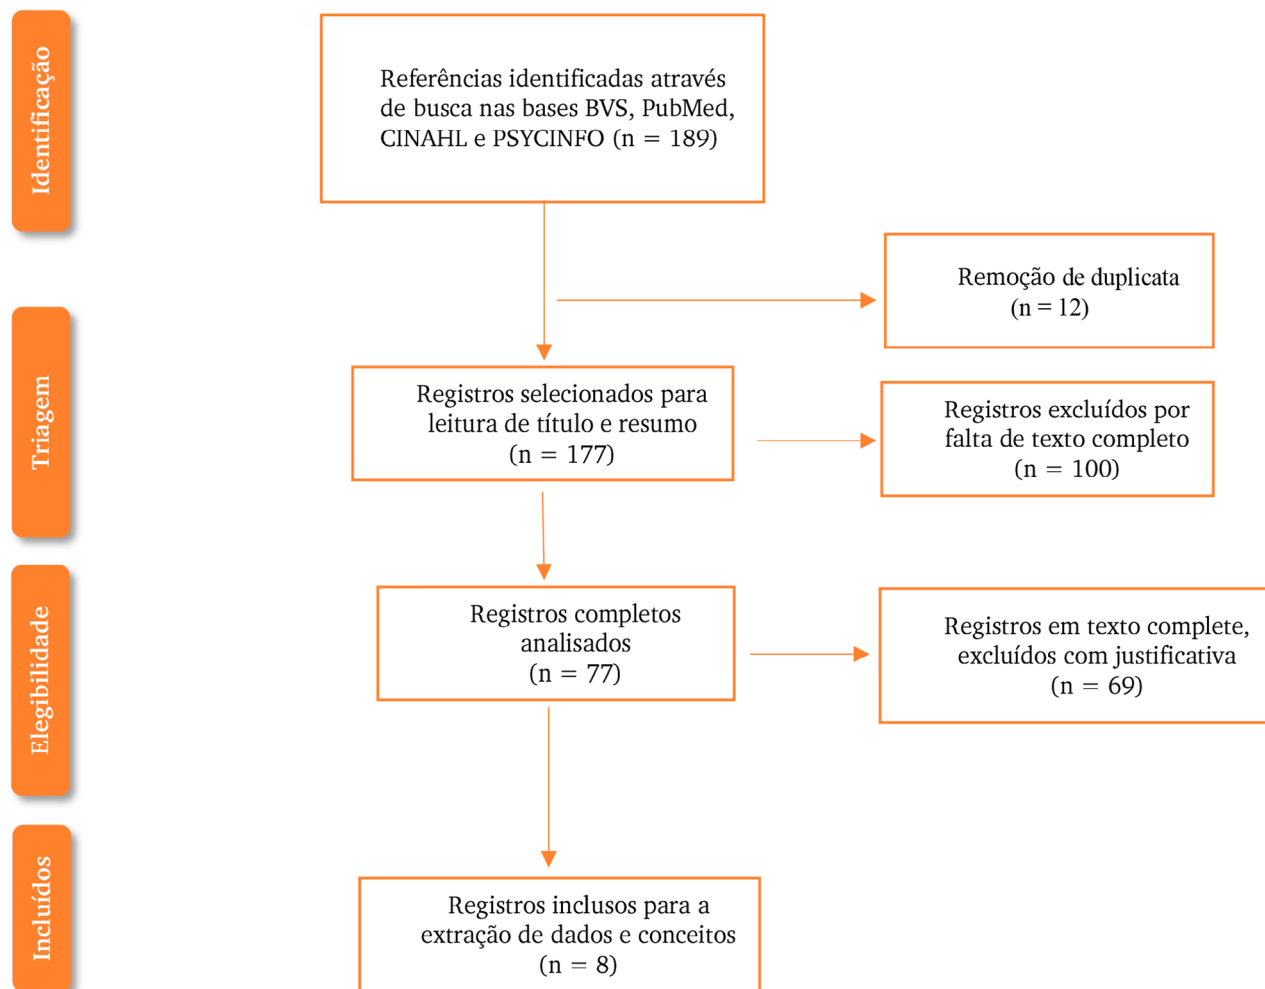 Identificação
Referências identificadas através
de busca nas bases BVS, PubMed,
CINAHL e PSYCINFO (n = 189)
Remoção de duplicata
(n = 12)
Triagem
Registros selecionados para
leitura de título e resumo
(n = 177)
Registros excluídos por
falta de texto completo
(n = 100)
Elegibilidade
Registros completos
analisados
(n = 77)
Registros em texto complete,
excluídos com justificativa
(n = 69)
Incluídos
Registros inclusos para a
extração de dados e conceitos
(n = 8)